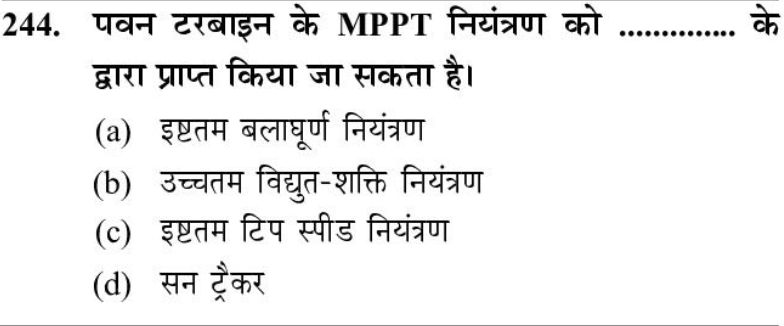 244. पवन टरबाइन के MPPT नियंत्रण को ............... के
द्वारा प्राप्त किया जा सकता है।
(a) इष्टतम बलाघूर्ण नियंत्रण
(b) उच्चतम विद्युत-शक्ति नियंत्रण
(c) इष्टतम टिप स्पीड नियंत्रण
(d) सन ट्रैकर